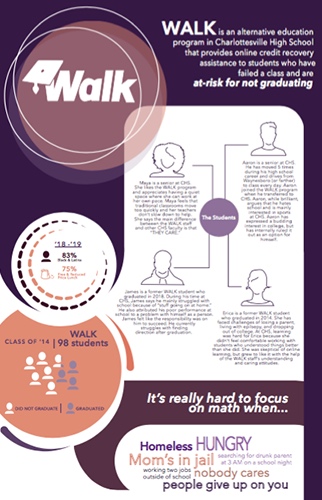 WALK is an alternative education
program in Charlottesville High School
that provides online credit recovery
assistance to students who have
failed a class and are
at-risk for not graduating
Walk
Maya is a senior at CHS.
She likes the WALK program
and appreciates having a quiet
space where she can work at
her own pace. Maya feels that
traditional classrooms move
too quickly and her teachers
don't slow down to help.
She says the main difference
between the WALK staff
and other CHS faculty is that
"THEY CARE."
Aaron is a senior at CHS.
He has moved 5 times
during his high school
career and drives from
Waynesboro (or farther)
to class every day. Aaron
joined the WALK program
when he transferred to
CHS. Aaron, while brilliant,
argues that he hates
school and is mainly
interested in sports
at CHS. Aaron has
expressed a budding
interest in college, but
has internally ruled it
out as an option for
himself.
The Students
James is a former WALK student
who graduated in 2018. During his time at
CHS, James says he mainly struggled with
school because of "stuff going on at home."
He also attributed his poor performance at
school to a problem with himself as a person.
James felt like the responsibility was on
him to succeed. He currently
struggles with finding
direction after graduation.
Erica is a former WALK student
who graduated in 2014. She has
faced challenges of losing a parent,
living with epilepsy, and dropping
out of college. At CHS, learning
was hard for Erica because she
didn't feel comfortable working with
students who understood things better
than she did. She was skeptical of online
learning, but grew to like it with the help
of the WALK staff's understanding
and caring attitudes.
'18 - '19
83%
Black & Latinx
75%
Free & Reduced
Price Lunch
WALK
CLASS OF '14 | 98 students
DID NOT GRADUATE GRADUATED
It's really hard to focus
on math when...
Homeless HUNGRY
Mom's in jail searching for drunk parent
at 3 AM on a school night
working two jobs
outside of school nobody cares
people give up on you